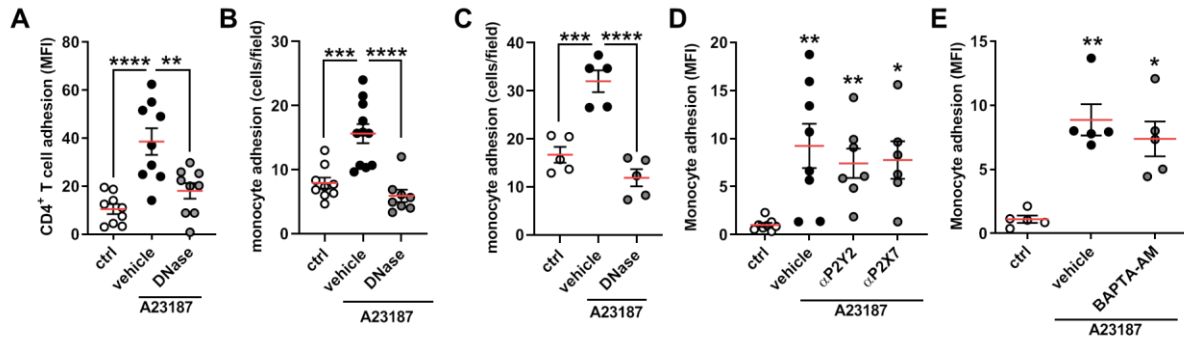 A
CD4+ T cell adhesion (MFI)
80
60
40
20
0
****
**
ctrl
vehicle
DNase
A23187
B
monocyte adhesion (cells/field)
30
20
10
0
***
****
ctrl
vehicle
DNase
A23187
C
monocyte adhesion (cells/field)
40
30
20
10
0
***
****
ctrl
vehicle
DNase
A23187
D
Monocyte adhesion (MFI)
20
15
10
5
0
**
**
*
ctrl
vehicle
αP2Y2
αP2X7
A23187
E
Monocyte adhesion (MFI)
15
10
5
0
**
*
ctrl
vehicle
BAPTA-AM
A23187